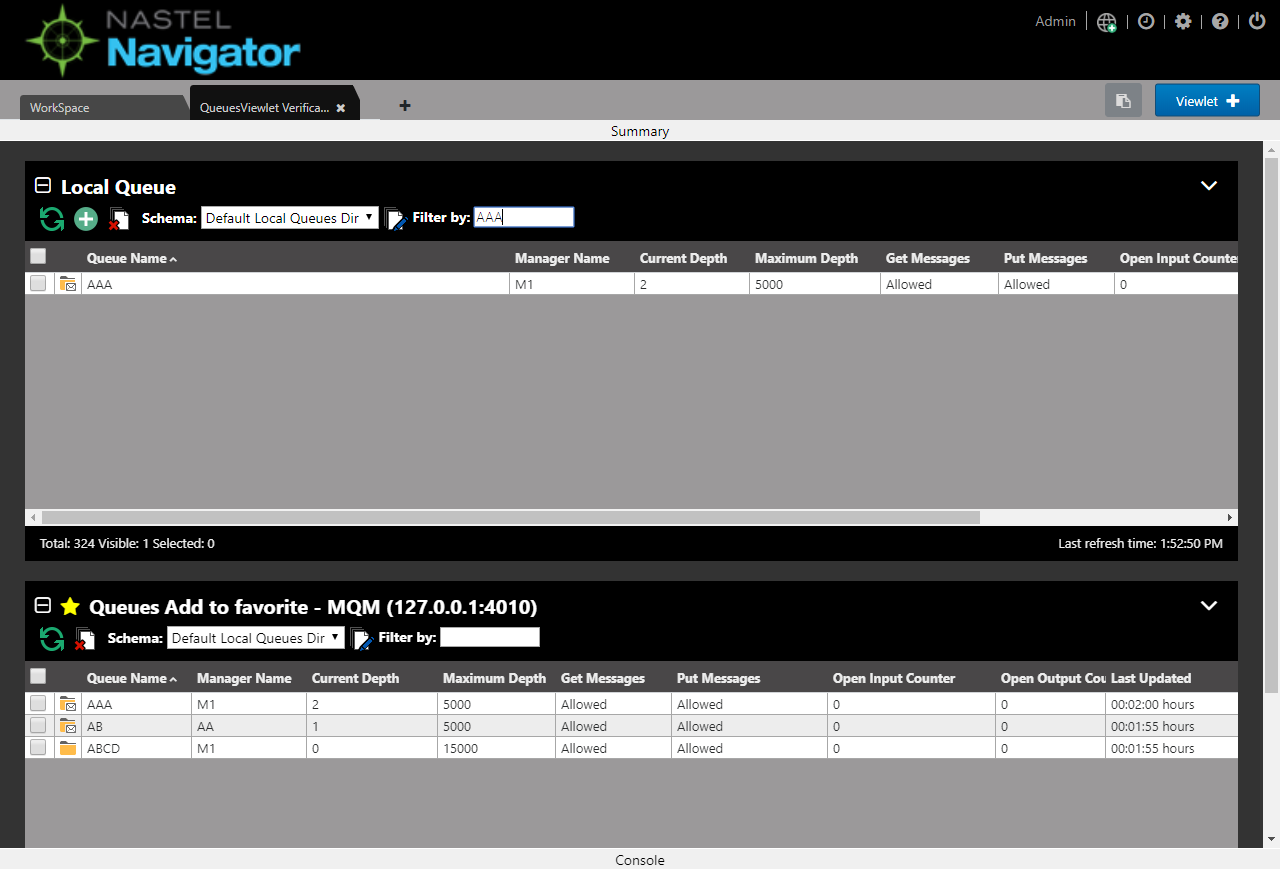 NASTEL
Navigator
Admin
WorkSpace
QueuesViewlet Verifica...
Viewlet
Summary
Local Queue
Schema: Default Local Queues Dir Filter by: AAA
Queue Name Manager Name Current Depth Maximum Depth Get Messages Put Messages Open Input Counte
AAA M1 2 5000 Allowed Allowed 0
Total: 324 Visible: 1 Selected: 0 Last refresh time: 1:52:50 PM
Queues Add to favorite - MQM (127.0.0.1:4010)
Schema: Default Local Queues Dir Filter by:
Queue Name Manager Name Current Depth Maximum Depth Get Messages Put Messages Open Input Counter Open Output Cou Last Updated
AAA M1 2 5000 Allowed Allowed 0 0 00:02:00 hours
AB AA 1 5000 Allowed Allowed 0 0 00:01:55 hours
ABCD M1 0 15000 Allowed Allowed 0 0 00:01:55 hours
Console